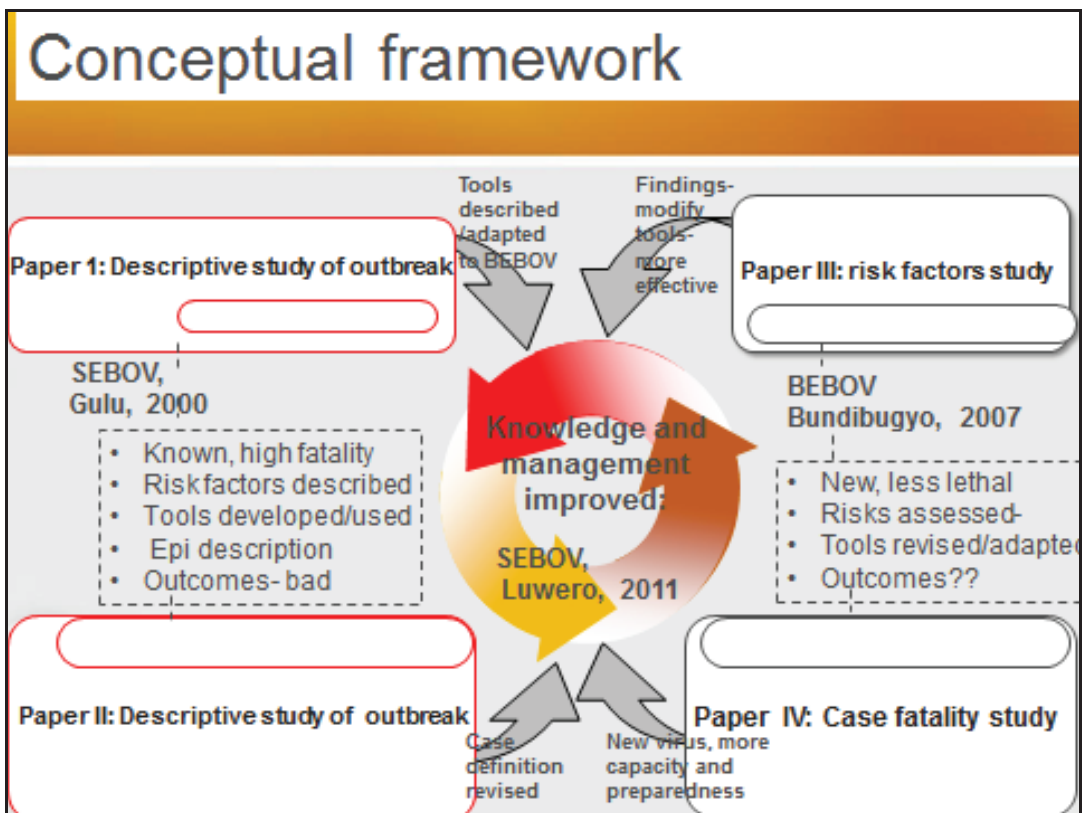 Conceptual framework
Tools
described
/adapted
to BEBOV
Findings-
modify
tools-
more
effective
Paper 1: Descriptive study of outbreak
Paper III: risk factors study
SEBOV,
Gulu, 2000
• Known, high fatality
• Risk factors described
• Tools developed/used
• Epi description
• Outcomes- bad
Knowledge and
management
improved:
SEBOV,
Luwero, 2011
BEBOV
Bundibugyo, 2007
• New, less lethal
• Risks assessed-
• Tools revised/adapted
• Outcomes??
Paper II: Descriptive study of outbreak
Paper IV: Case fatality study
Case
definition
revised
New virus, more
capacity and
preparedness